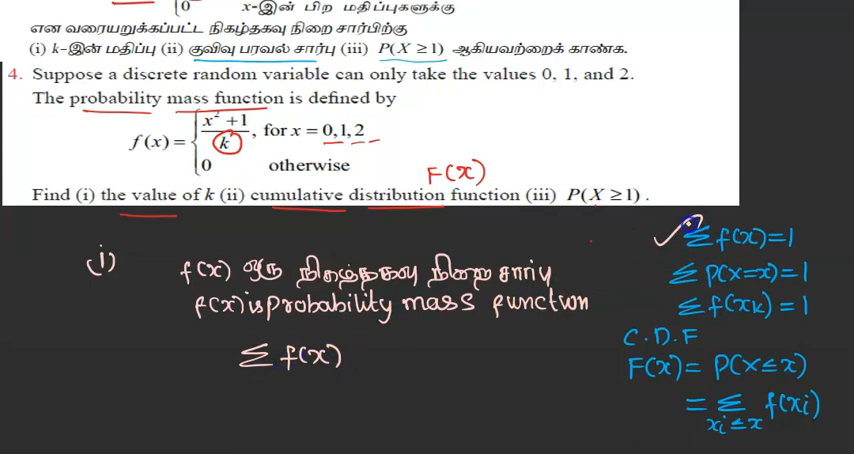 0 x-இன் பிற மதிப்புகளுக்கு
என வரையறுக்கப்பட்ட நிகழ்தகவு நிறை சார்பிற்கு
(i) k-இன் மதிப்பு (ii) குவிவு பரவல் சார்பு (iii) P(X ≥ 1) ஆகியவற்றைக் காண்க.
4. Suppose a discrete random variable can only take the values 0, 1, and 2.
The probability mass function is defined by
f(x) = { (x² + 1)/k, for x = 0, 1, 2
0 otherwise
F(x)
Find (i) the value of k (ii) cumulative distribution function (iii) P(X ≥ 1).
(i) f(x) ஒரு நிகழ்தகவு நிறை சார்பு
f(x) is probability mass function
Σ f(x)
Σ f(x) = 1
Σ P(X = x) = 1
Σ f(xk) = 1
C.D.F
F(x) = P(X ≤ x)
= Σ f(xi)
xi ≤ x